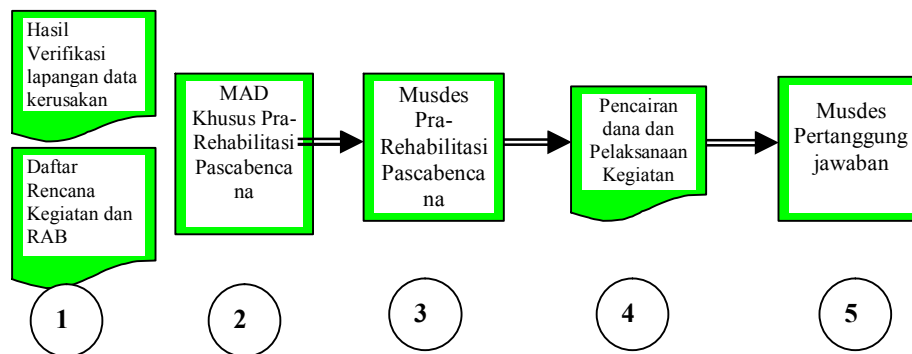 Hasil
Verifikasi
lapangan data
kerusakan
Daftar
Rencana
Kegiatan dan
RAB
MAD
Khusus Pra-
Rehabilitasi
Pascabenca
na
Musdes
Pra-
Rehabilitasi
Pascabenca
na
Pencairan
dana dan
Pelaksanaan
Kegiatan
Musdes
Pertanggung
jawaban
1
2
3
4
5